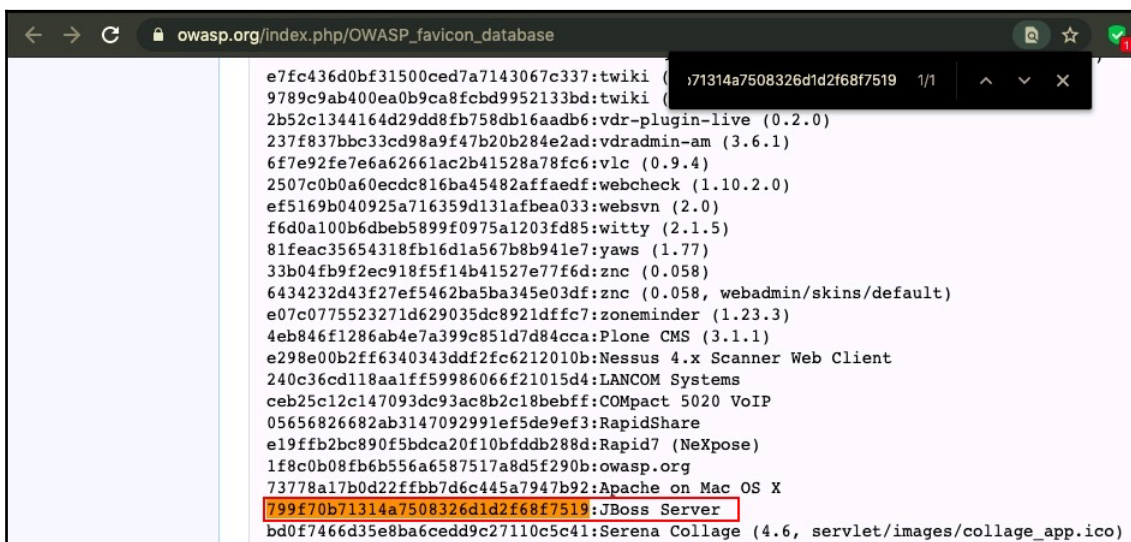 owasp.org/index.php/OWASP_favicon_database
71314a7508326d1d2f68f7519 1/1
e7fc436d0bf31500ced7a7143067c337:twiki (
9789c9ab400ea0b9ca8fcbd9952133bd:twiki (
2b52c1344164d29dd8fb758db16aadb6:vdr-plugin-live (0.2.0)
237f837bbc33cd98a9f47b20b284e2ad:vdradmin-am (3.6.1)
6f7e92fe7e6a62661ac2b41528a78fc6:vlc (0.9.4)
2507c0b0a60ecdc816ba45482affaedf:webcheck (1.10.2.0)
ef5169b040925a716359d131afbea033:websvn (2.0)
f6d0a100b6dbeb5899f0975a1203fd85:witty (2.1.5)
81feac35654318fb16d1a567b8b941e7:yaws (1.77)
33b04fb9f2ec918f5f14b41527e77f6d:znc (0.058)
6434232d43f27ef5462ba5ba345e03df:znc (0.058, webadmin/skins/default)
e07c0775523271d629035dc8921dffc7:zoneminder (1.23.3)
4eb846f1286ab4e7a399c851d7d84cca:Plone CMS (3.1.1)
e298e00b2ff6340343ddf2fc6212010b:Nessus 4.x Scanner Web Client
240c36cd118aa1ff59986066f21015d4:LANCOM Systems
ceb25c12c147093dc93ac8b2c18bebff:COMpact 5020 VoIP
05656826682ab3147092991ef5de9ef3:RapidShare
e19ffb2bc890f5bdca20f10bfddb288d:Rapid7 (NeXpose)
1f8c0b08fb6b556a6587517a8d5f290b:owasp.org
73778a17b0d22ffbb7d6c445a7947b92:Apache on Mac OS X
799f70b71314a7508326d1d2f68f7519:JBoss Server
bd0f7466d35e8ba6cedd9c27110c5c41:Serena Collage (4.6, servlet/images/collage_app.ico)